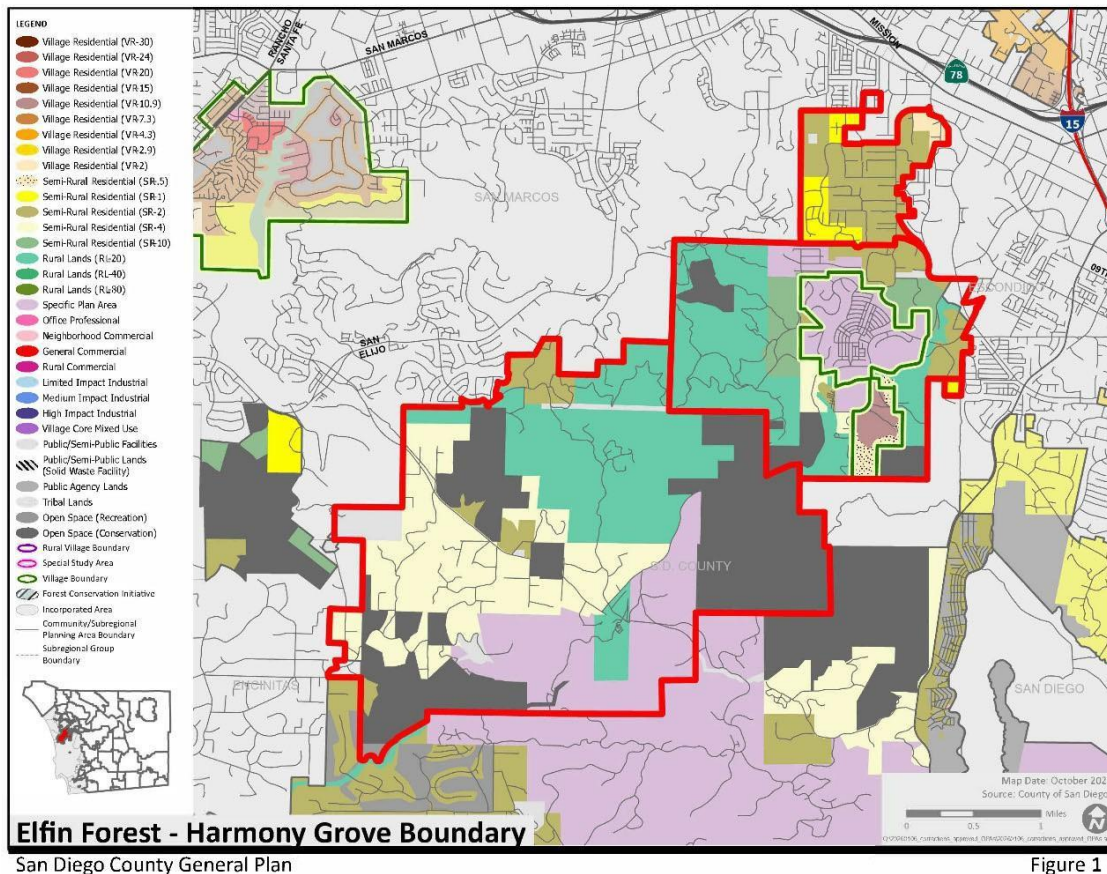 LEGEND
Village Residential (VR-30)
Village Residential (VR-24)
Village Residential (VR-20)
Village Residential (VR-15)
Village Residential (VR-10.9)
Village Residential (VR-7.3)
Village Residential (VR-4.3)
Village Residential (VR-2.9)
Village Residential (VR-2)
Semi-Rural Residential (SR-.5)
Semi-Rural Residential (SR-1)
Semi-Rural Residential (SR-2)
Semi-Rural Residential (SR-4)
Semi-Rural Residential (SR-10)
Rural Lands (RL-20)
Rural Lands (RL-40)
Rural Lands (RL-80)
Specific Plan Area
Office Professional
Neighborhood Commercial
General Commercial
Rural Commercial
Limited Impact Industrial
Medium Impact Industrial
High Impact Industrial
Village Core Mixed Use
Public/Semi-Public Facilities
Public/Semi-Public Lands
(Solid Waste Facility)
Public Agency Lands
Tribal Lands
Open Space (Recreation)
Open Space (Conservation)
Rural Village Boundary
Special Study Area
Village Boundary
Forest Conservation Initiative
Incorporated Area
Community/Subregional
Planning Area Boundary
Subregional Group
Boundary
RANCHO
SANTA FE
SAN MARCOS
MISSION
78
15
SAN MARCOS
09T
ESCONDIDO
SAN
ELIJO
S.D. COUNTY
ENCINITAS
SAN DIEGO
Map Date: October 202
Source: County of San Diego
Miles
0 0.5 1
Elfin Forest - Harmony Grove Boundary
San Diego County General Plan
Figure 1